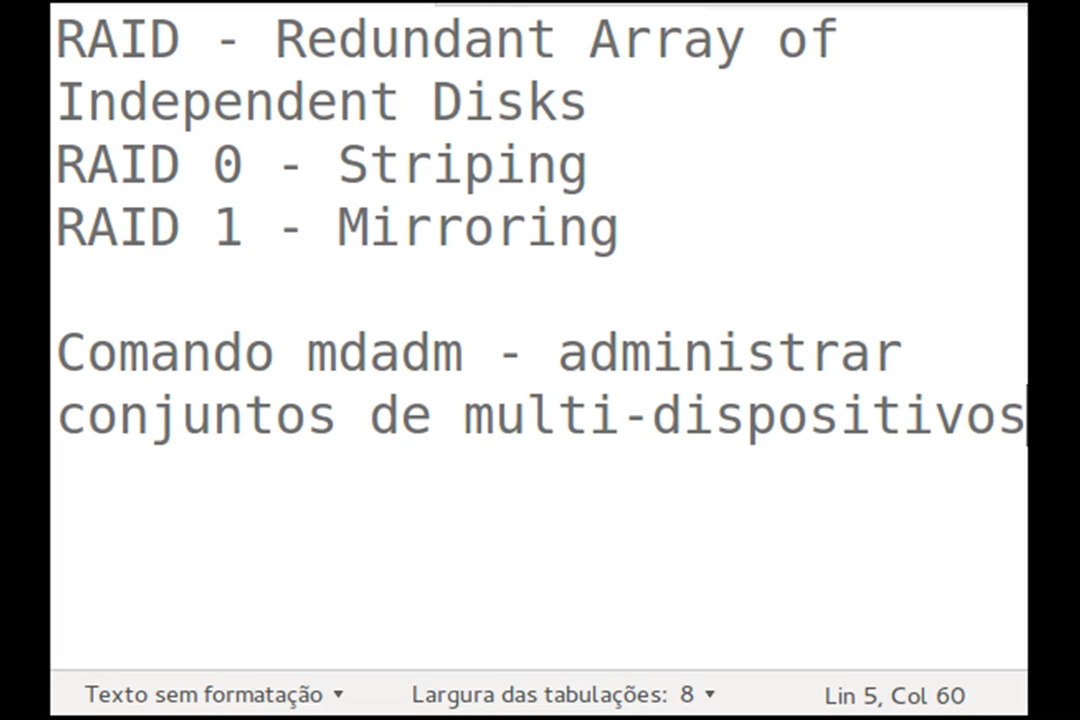 RAID - Redundant Array of
Independent Disks
RAID 0 - Striping
RAID 1 - Mirroring
Comando mdadm - administrar
conjuntos de multi-dispositivos
Texto sem formatação ▾ Largura das tabulações: 8 ▾ Lin 5, Col 60